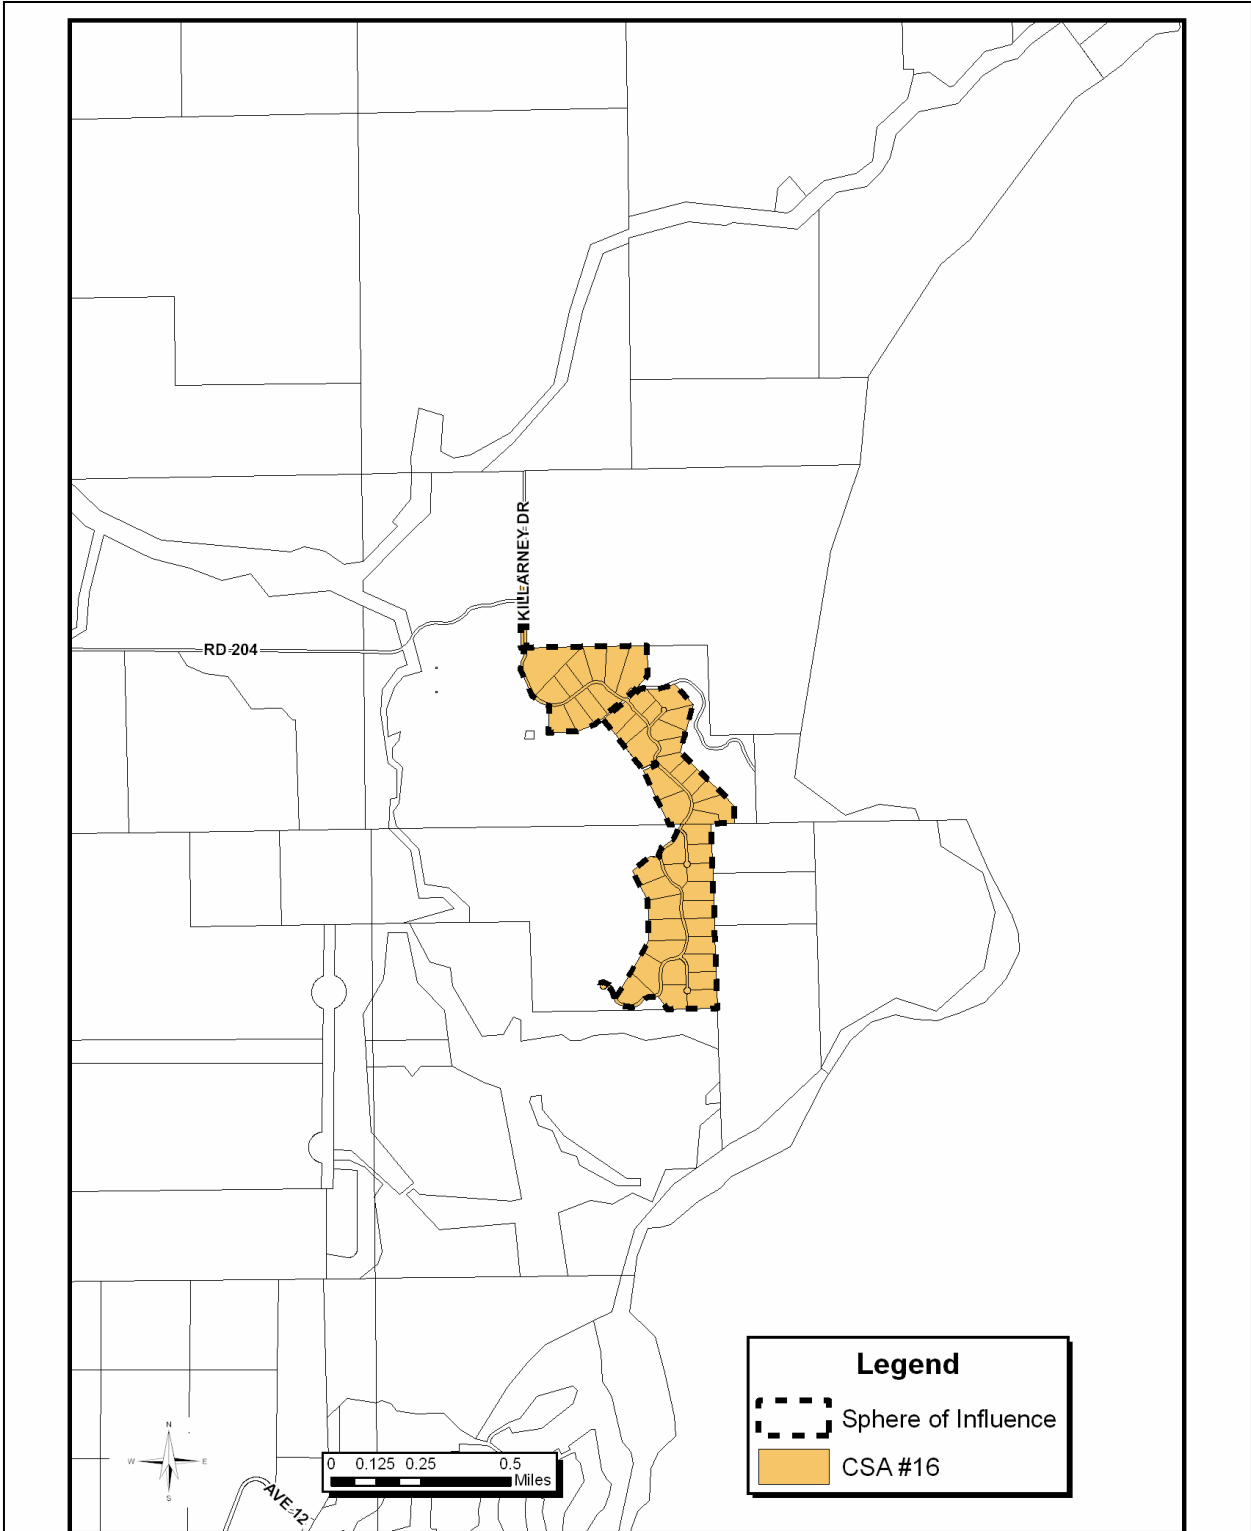 KILLARNEY DR
RD 204
Legend
Sphere of Influence
CSA #16
N
W E
S
0 0.125 0.25 0.5
Miles
AVE 12